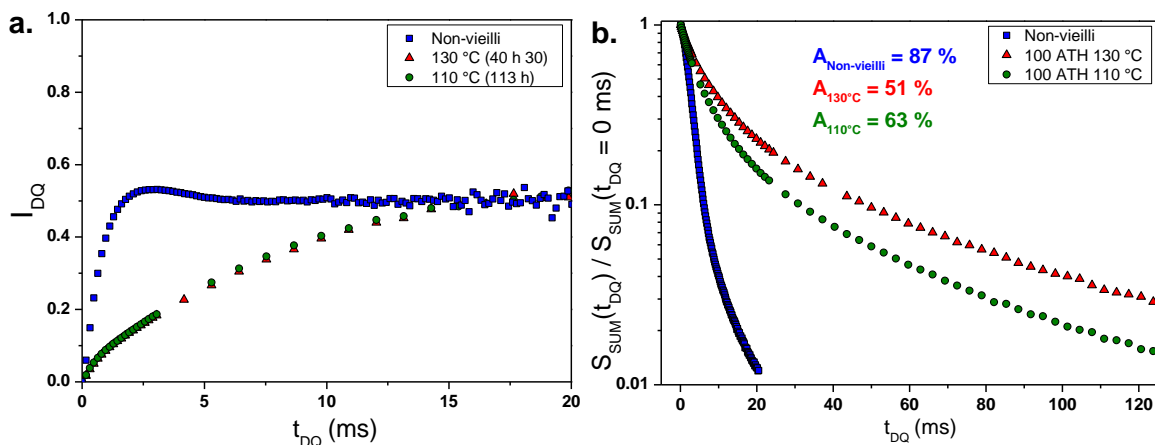 a.
1.0
0.8
0.6
0.4
0.2
0.0
I_DQ
0 5 10 15 20
t_DQ (ms)
Non-vieilli
130 °C (40 h 30)
110 °C (113 h)
b.
1
0.1
0.01
S_SUM(t_DQ) / S_SUM(t_DQ = 0 ms)
0 20 40 60 80 100 120
t_DQ (ms)
A_Non-vieilli = 87 %
A_130°C = 51 %
A_110°C = 63 %
Non-vieilli
100 ATH 130 °C
100 ATH 110 °C